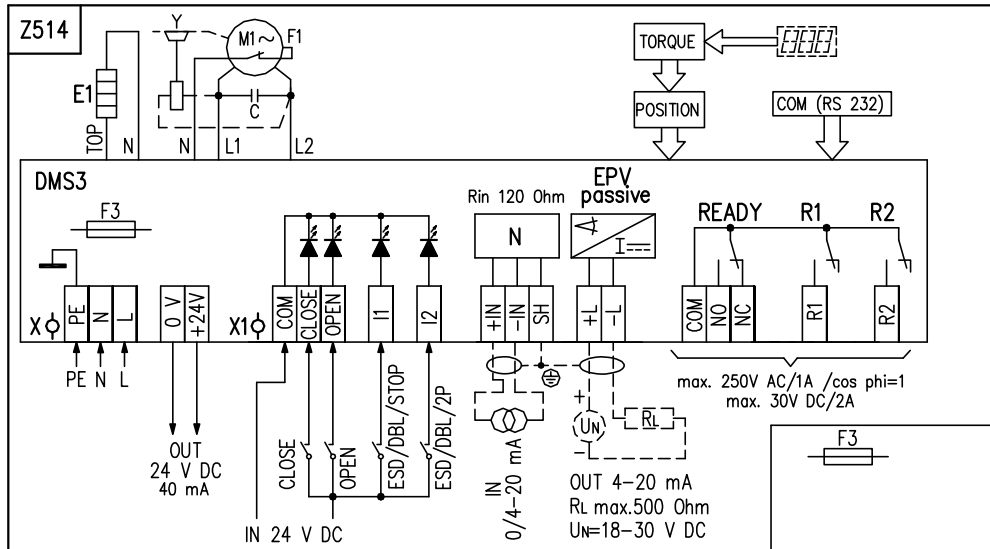 Z514
Y
M1~
F1
TORQUE
E1
C
POSITION
COM (RS 232)
TOP
N
N
L1
L2
DMS3
F3
Rin 120 Ohm
EPV
passive
N
I
READY
R1
R2
X
PE
N
L
0 V
+24V
X1
COM
CLOSE
OPEN
I1
I2
+IN
-IN
SH
+L
-L
COM
NO
NC
R1
R2
PE N L
OUT
24 V DC
40 mA
CLOSE
OPEN
ESD/DBL/STOP
ESD/DBL/2P
IN 24 V DC
IN
0/4-20 mA
+
UN
-
RL
OUT 4-20 mA
RL max.500 Ohm
UN=18-30 V DC
max. 250V AC/1A /cos phi=1
max. 30V DC/2A
F3